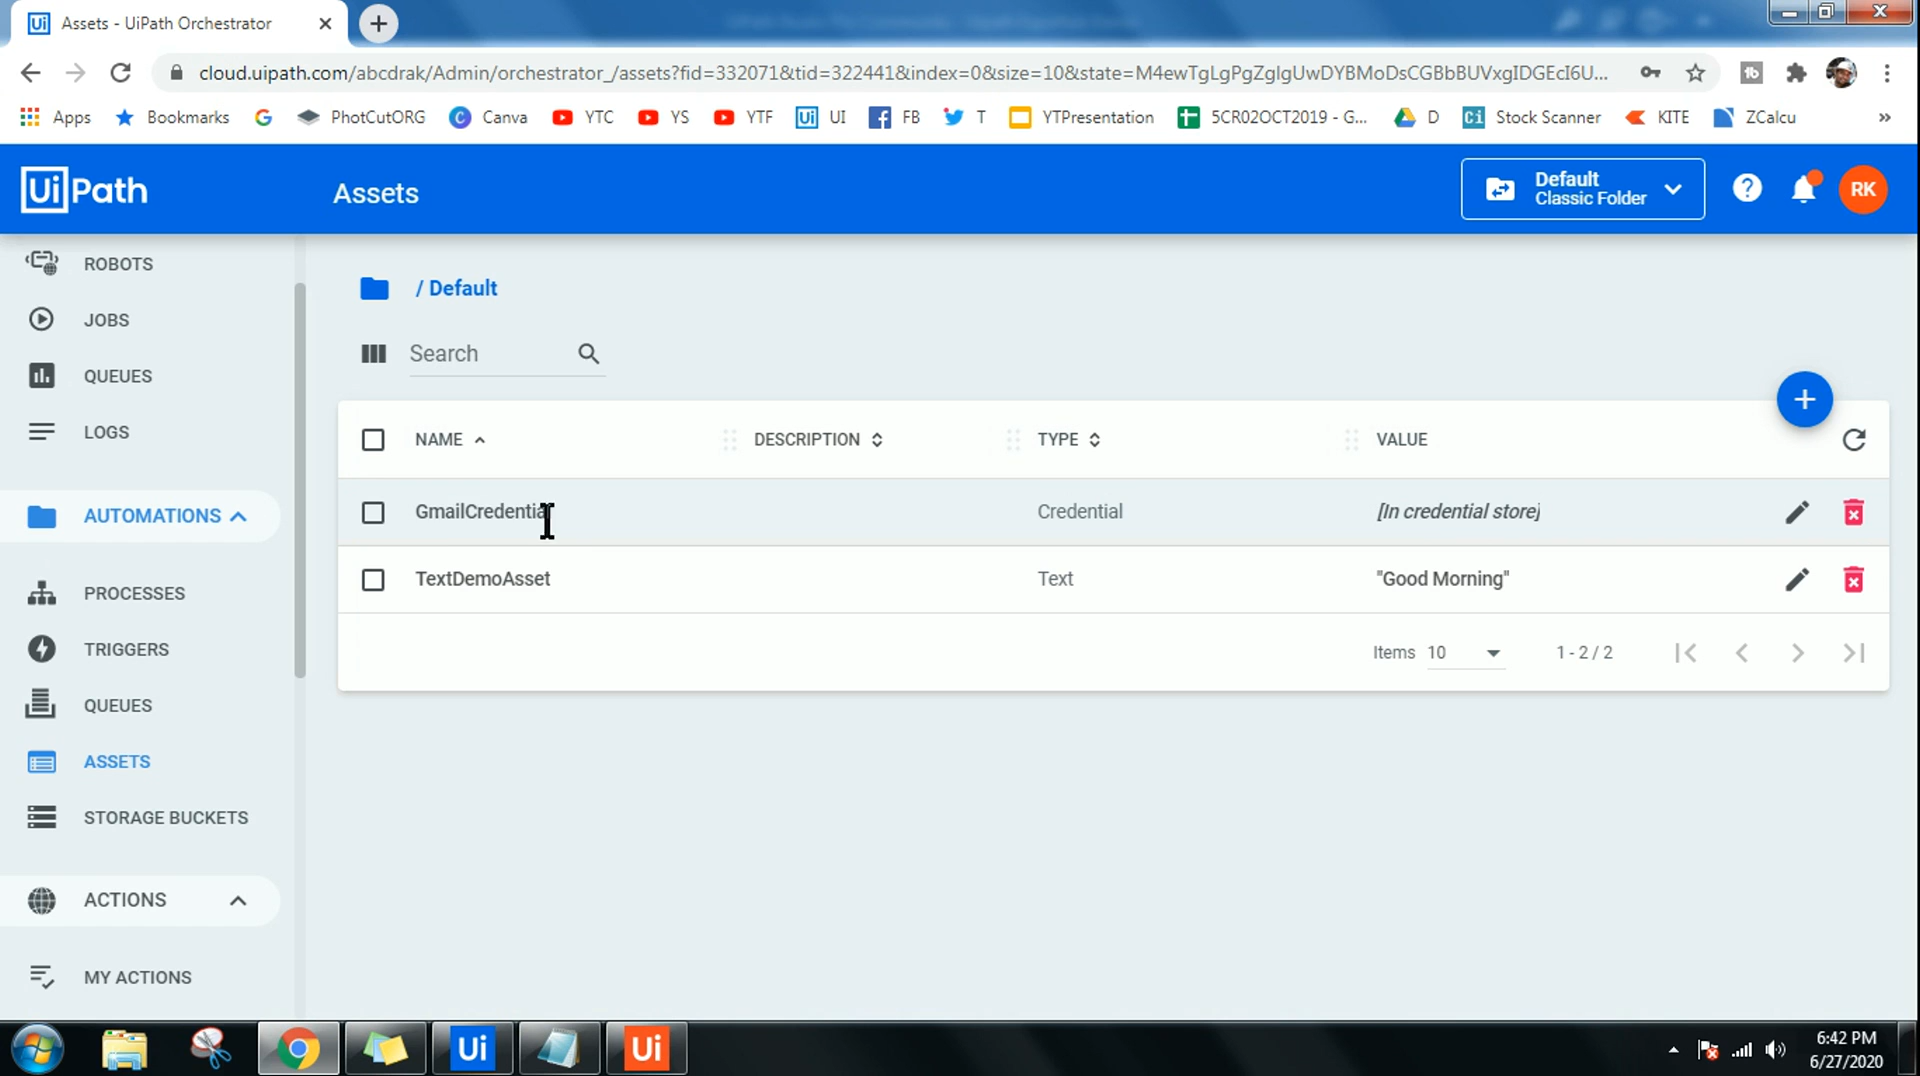 Assets - UiPath Orchestrator
cloud.uipath.com/abcdrak/Admin/orchestrator_/assets?fid=332071&tid=322441&index=0&size=10&state=M4ewTgLgPgZglgUwDYBMoDsCGBbBUVxgIDGEcI6U...
Apps
Bookmarks
PhotCutORG
Canva
YTC
YS
YTF
UI
FB
T
YTPresentation
5CR02OCT2019 - G...
D
Stock Scanner
KITE
ZCalcu
»
UiPath
Assets
Default
Classic Folder
RK
ROBOTS
JOBS
QUEUES
LOGS
AUTOMATIONS
PROCESSES
TRIGGERS
QUEUES
ASSETS
STORAGE BUCKETS
ACTIONS
MY ACTIONS
/ Default
Search
NAME
DESCRIPTION
TYPE
VALUE
GmailCredential
Credential
[In credential store]
TextDemoAsset
Text
"Good Morning"
Items 10
1 - 2 / 2
Ui
Ui
6:42 PM
6/27/2020